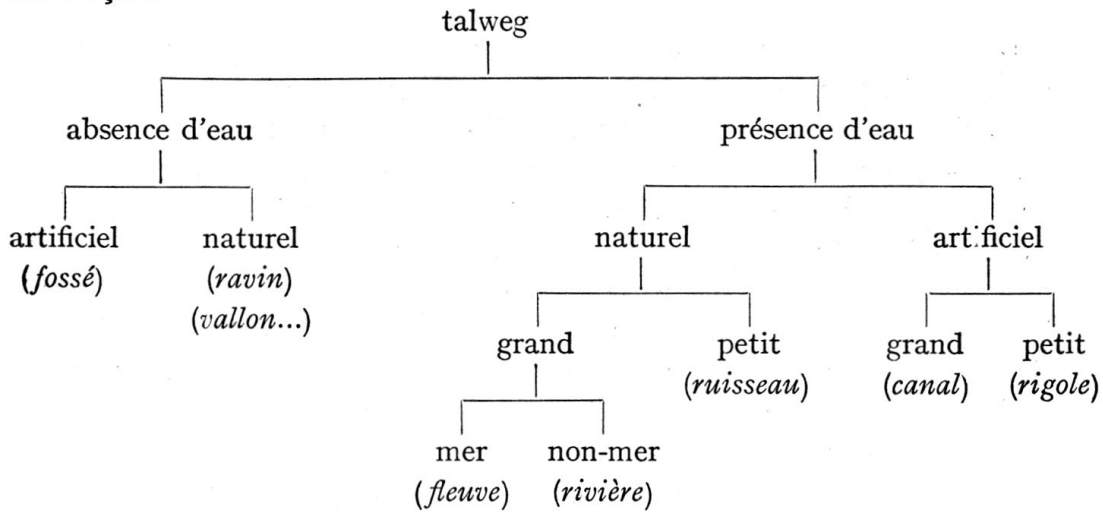 talweg
absence d'eau présence d'eau
artificiel naturel naturel artificiel
(fossé) (ravin)
(vallon...)
grand petit grand petit
(ruisseau) (canal) (rigole)
mer non-mer
(fleuve) (rivière)